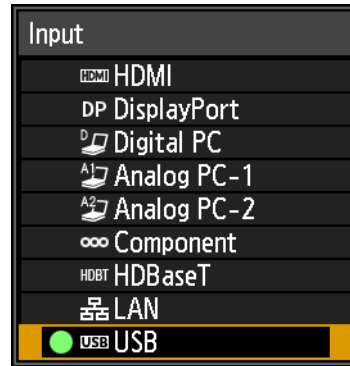 Input
HDMI HDMI
DP DisplayPort
D Digital PC
A1 Analog PC-1
A2 Analog PC-2
Component
HDBT HDBaseT
LAN
USB USB